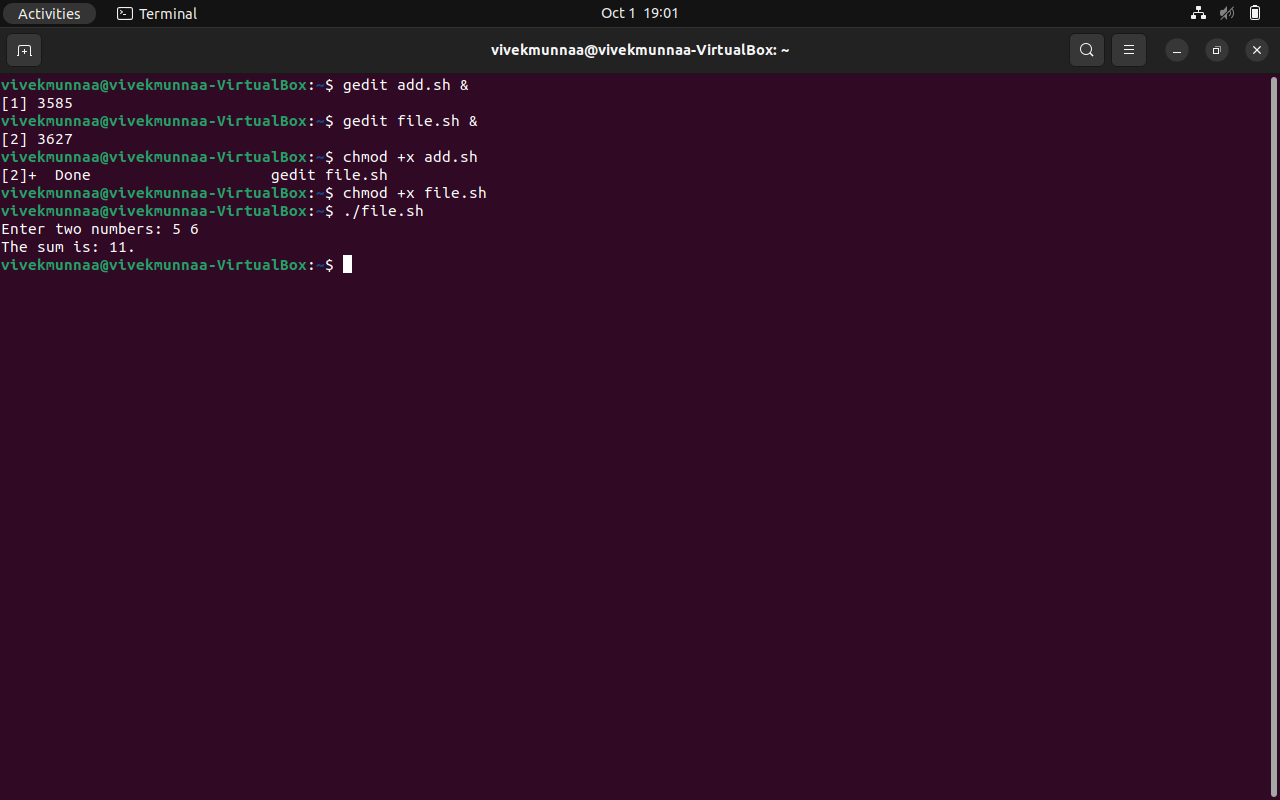 Activities Terminal Oct 1 19:01
vivekmunnaa@vivekmunnaa-VirtualBox: ~
vivekmunnaa@vivekmunnaa-VirtualBox:~$ gedit add.sh &
[1] 3585
vivekmunnaa@vivekmunnaa-VirtualBox:~$ gedit file.sh &
[2] 3627
vivekmunnaa@vivekmunnaa-VirtualBox:~$ chmod +x add.sh
[2]+  Done                    gedit file.sh
vivekmunnaa@vivekmunnaa-VirtualBox:~$ chmod +x file.sh
vivekmunnaa@vivekmunnaa-VirtualBox:~$ ./file.sh
Enter two numbers: 5 6
The sum is: 11.
vivekmunnaa@vivekmunnaa-VirtualBox:~$